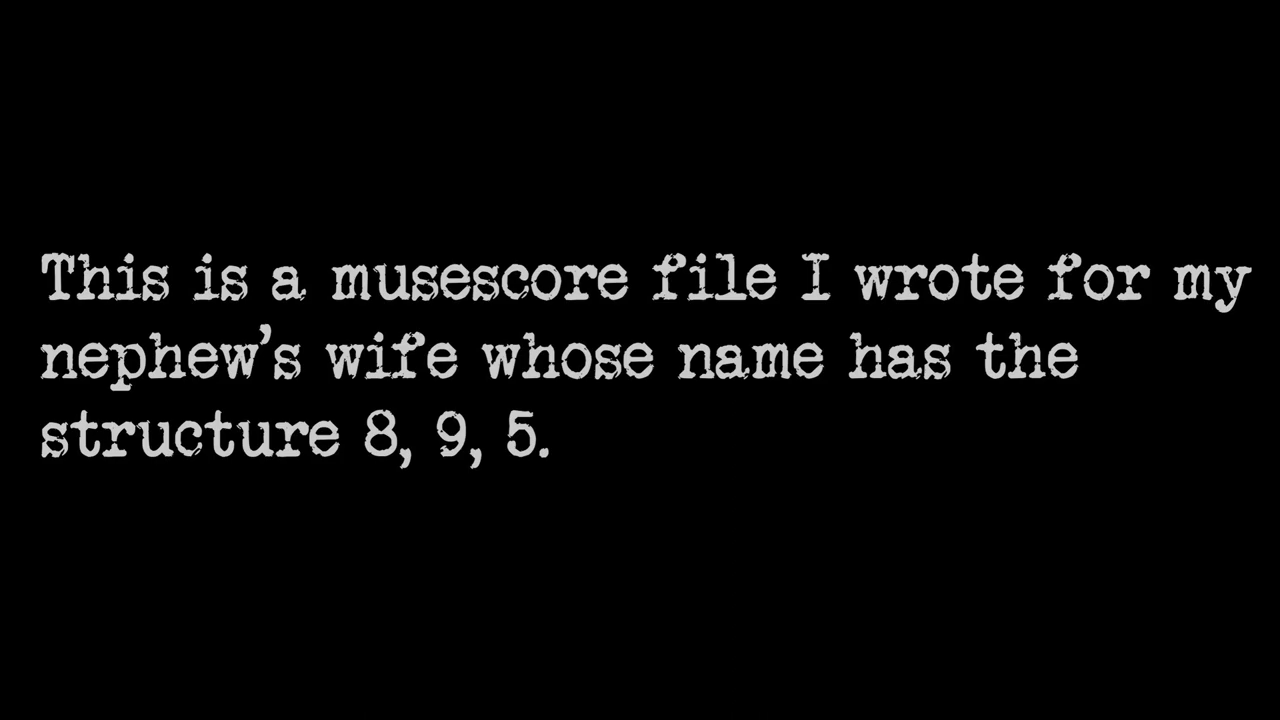 This is a musescore file I wrote for my
nephew's wife whose name has the
structure 8, 9, 5.